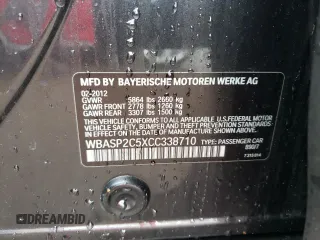 MFD BY BAYERISCHE MOTOREN WERKE AG
02-2012
GVWR 5864 lbs 2660 kg
GAWR FRONT 2778 lbs 1260 kg
GAWR REAR 3307 lbs 1500 kg
THIS VEHICLE CONFORMS TO ALL APPLICABLE U.S. FEDERAL
MOTOR VEHICLE SAFETY, BUMPER, AND THEFT PREVENTION
STANDARDS IN EFFECT ON THE DATE OF MANUFACTURE SHOWN ABOVE.
WBASP2C5XCC338710 TYPE: PASSENGER CAR
DREAMBID